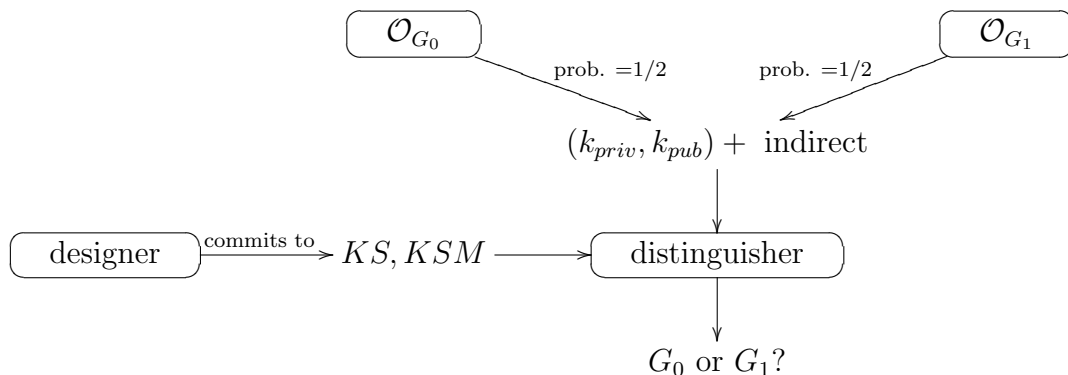 𝒪_{G_0} 𝒪_{G_1}
prob. =1/2 prob. =1/2
(k_{priv}, k_{pub}) + indirect
designer commits to KS, KSM distinguisher
G_0 or G_1?